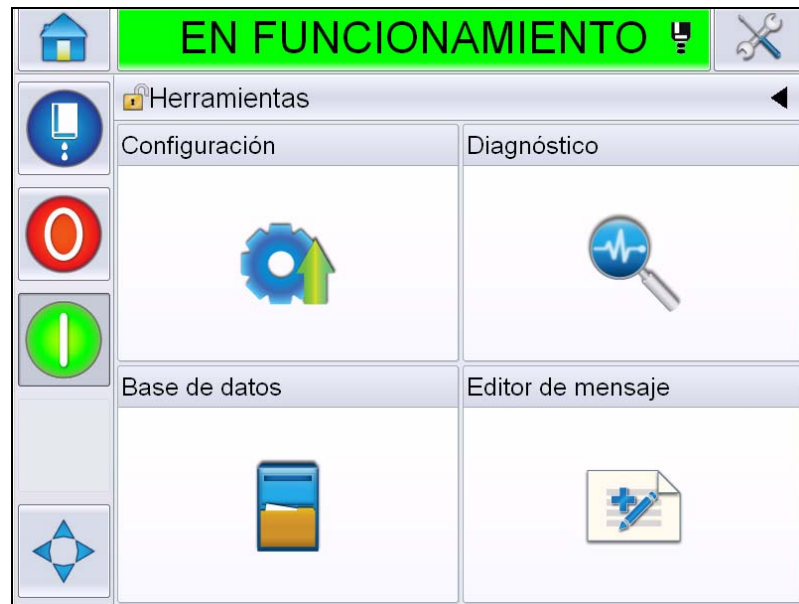 EN FUNCIONAMIENTO
Herramientas
Configuración
Diagnóstico
Base de datos
Editor de mensaje